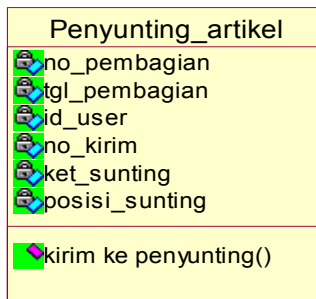 Penyunting_artikel
no_pembagian
tgl_pembagian
id_user
no_kirim
ket_sunting
posisi_sunting
kirim ke penyunting()